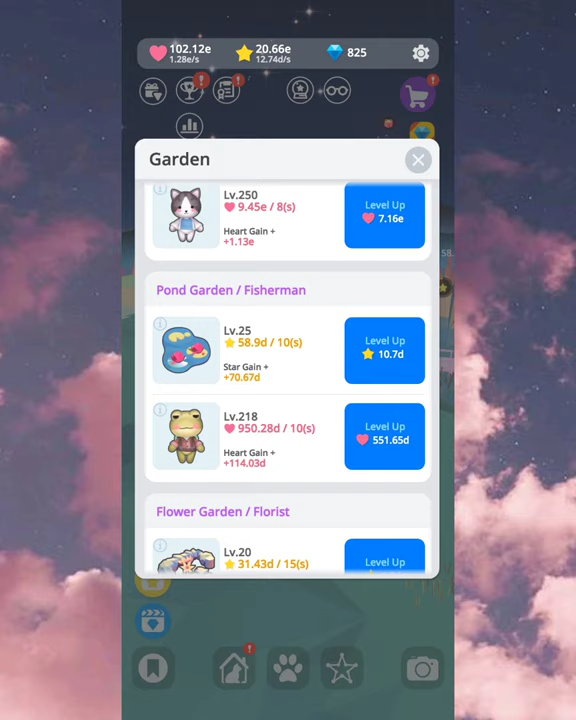 102.12e
1.28e/s
20.66e
12.74d/s
825
Garden
Lv.250
9.45e / 8(s)
Heart Gain +
+1.13e
Level Up
7.16e
Pond Garden / Fisherman
Lv.25
58.9d / 10(s)
Star Gain +
+70.67d
Level Up
10.7d
Lv.218
950.28d / 10(s)
Heart Gain +
+114.03d
Level Up
551.65d
Flower Garden / Florist
Lv.20
31.43d / 15(s)
Level Up